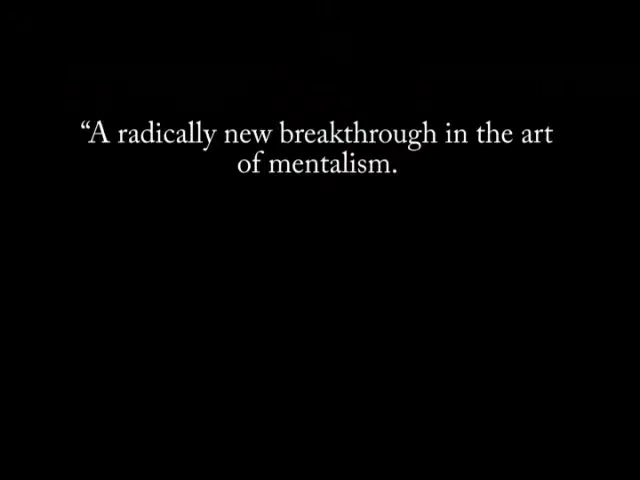 “A radically new breakthrough in the art
of mentalism.